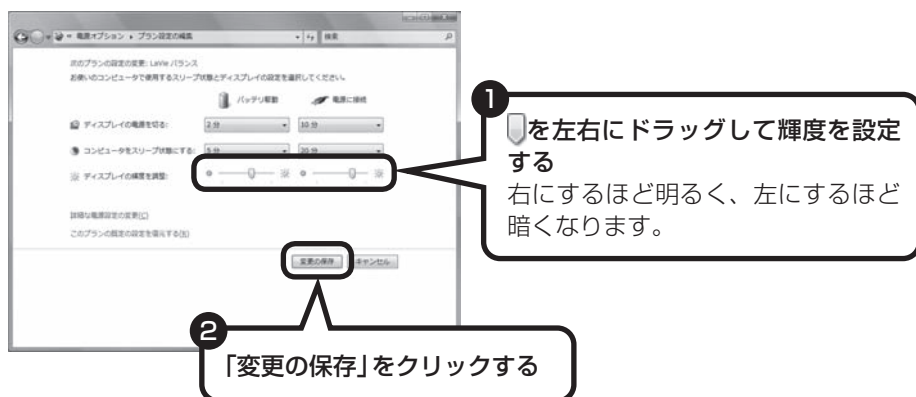 電源オプション ▸ プラン設定の編集
検索
次のプランの設定の変更: LaVie バランス
お使いのコンピュータで使用するスリープ状態とディスプレイの設定を選択してください。
バッテリ駆動 電源に接続
ディスプレイの電源を切る: 2 分 10 分
コンピュータをスリープ状態にする: 5 分 20 分
ディスプレイの輝度を調整:
詳細な電源設定の変更(C)
このプランの既定の設定を復元する(R)
変更の保存 キャンセル
1
を左右にドラッグして輝度を設定
する
右にするほど明るく、左にするほど
暗くなります。
2
「変更の保存」をクリックする